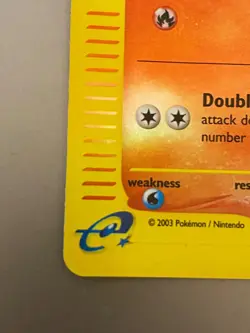 Doubl
attack d
number
weakness
res
© 2003 Pokémon / Nintendo